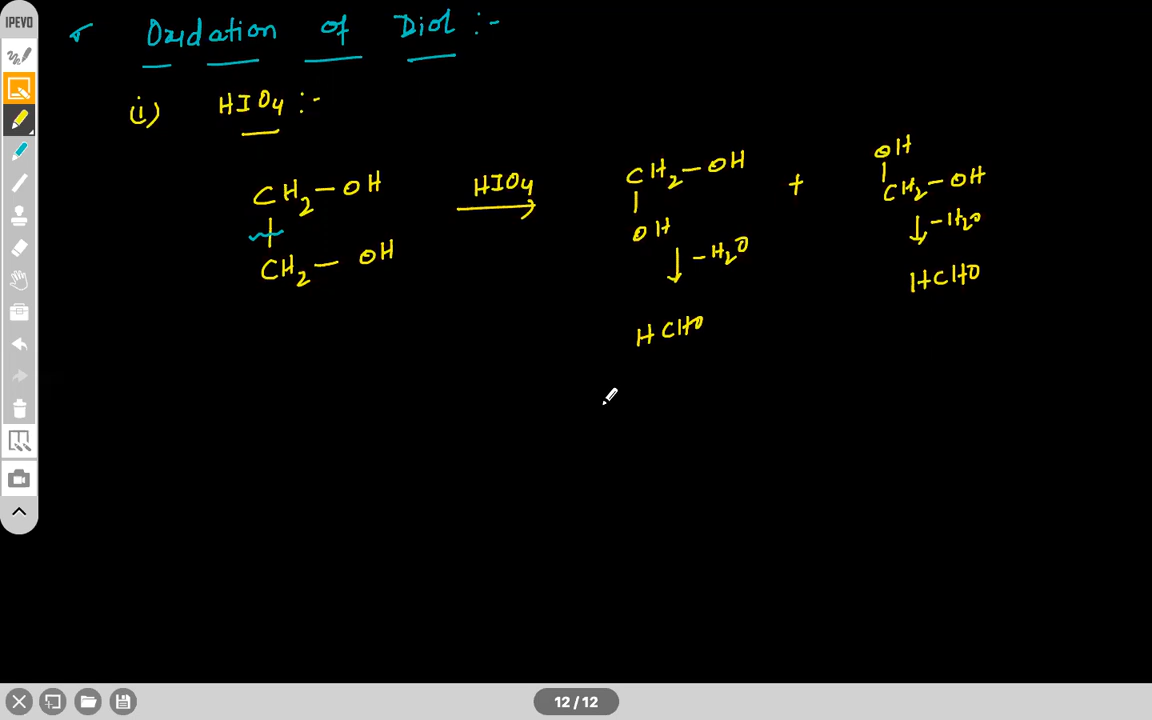 IPEVO
Oxidation of Diol :-
(i) HIO4 :-
CH2-OH
CH2-OH
HIO4
CH2-OH
OH
-H2O
HCHO
+
OH
CH2-OH
-H2O
HCHO
12/12